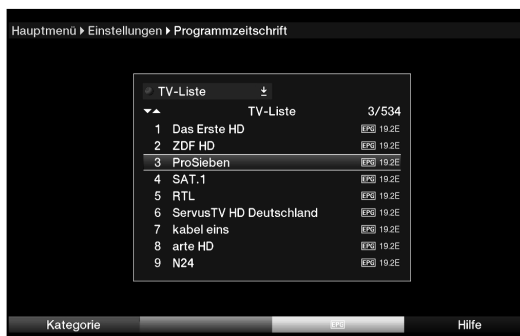 Hauptmenü ▸ Einstellungen ▸ Programmzeitschrift
TV-Liste
TV-Liste 3/534
1 Das Erste HD EPG 19.2E
2 ZDF HD EPG 19.2E
3 ProSieben EPG 19.2E
4 SAT.1 EPG 19.2E
5 RTL EPG 19.2E
6 ServusTV HD Deutschland EPG 19.2E
7 kabel eins EPG 19.2E
8 arte HD EPG 19.2E
9 N24 EPG 19.2E
Kategorie EPG Hilfe